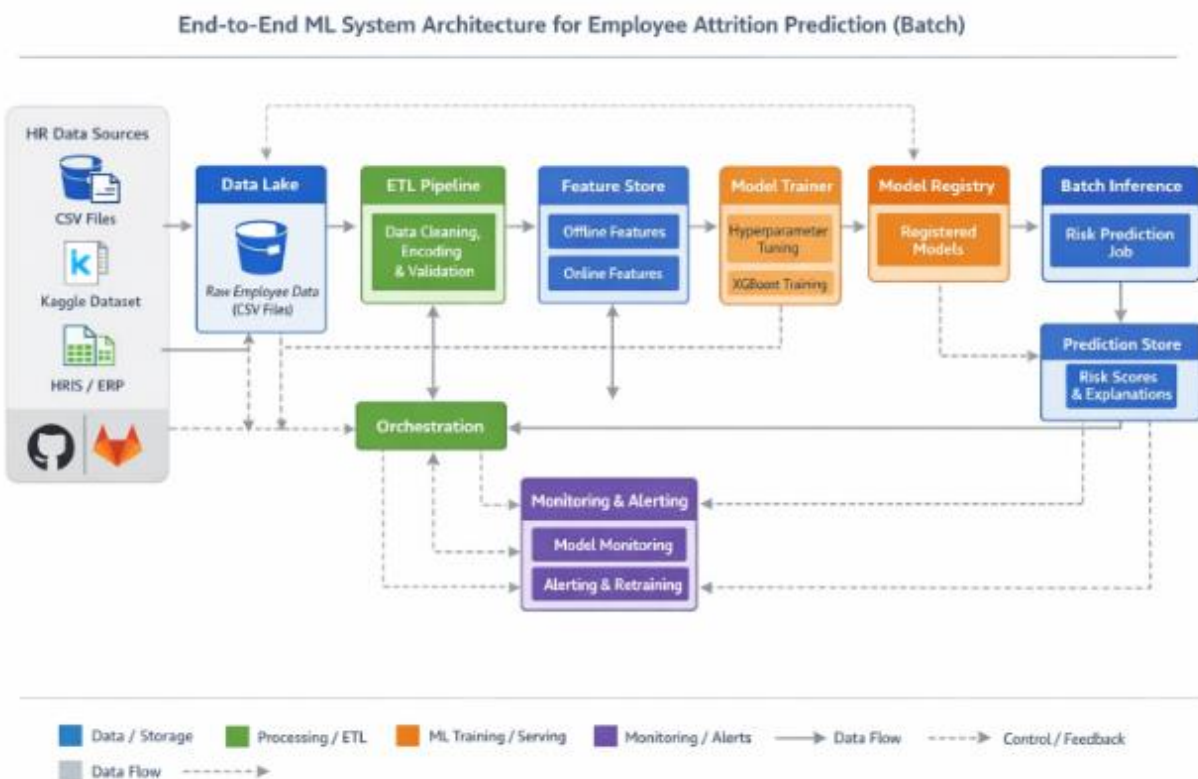 End-to-End ML System Architecture for Employee Attrition Prediction (Batch)
HR Data Sources
CSV Files
Kaggle Dataset
HRIS / ERP
Data Lake
Raw Employee Data
(CSV Files)
ETL Pipeline
Data Cleaning,
Encoding
& Validation
Feature Store
Offline Features
Online Features
Model Trainer
Hyperparameter
Tuning
XGBoost Training
Model Registry
Registered
Models
Batch Inference
Risk Prediction
Job
Prediction Store
Risk Scores
& Explanations
Orchestration
Monitoring & Alerting
Model Monitoring
Alerting & Retraining
Data / Storage
Processing / ETL
ML Training / Serving
Monitoring / Alerts
Data Flow
Control / Feedback
Data Flow